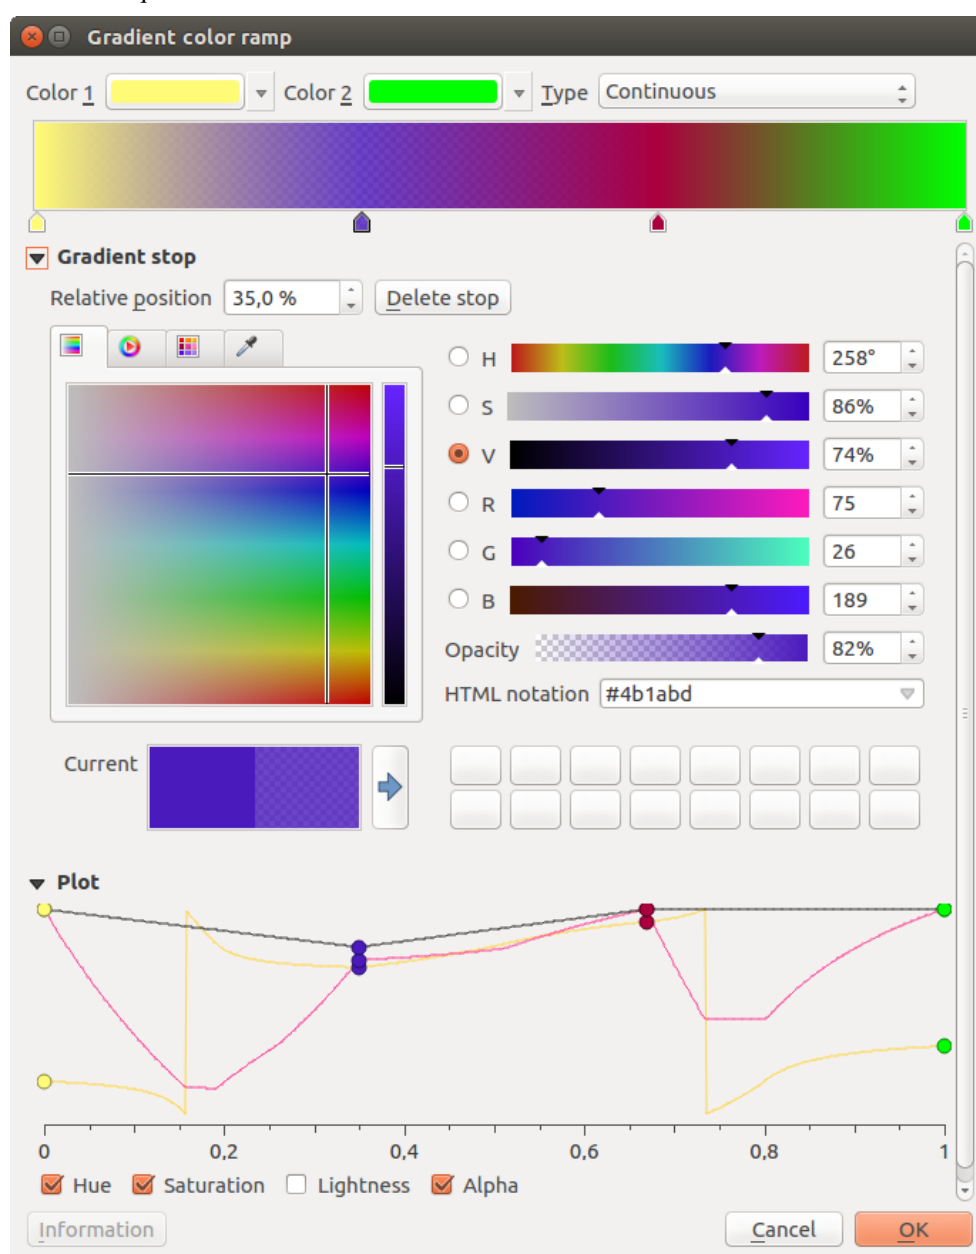 Gradient color ramp
Color 1 Color 2 Type Continuous
Gradient stop
Relative position 35,0 % Delete stop
H 258°
S 86%
V 74%
R 75
G 26
B 189
Opacity 82%
HTML notation #4b1abd
Current
Plot
0 0,2 0,4 0,6 0,8 1
Hue Saturation Lightness Alpha
Information Cancel OK